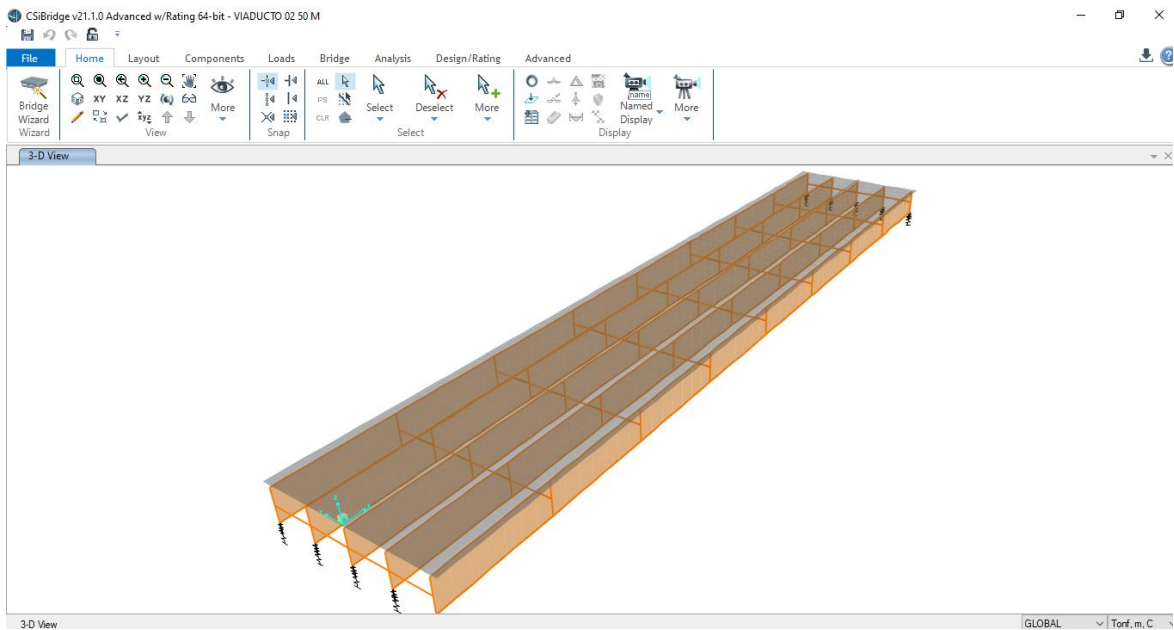 CSiBridge v21.1.0 Advanced w/Rating 64-bit - VIADUCTO 02 50 M
File Home Layout Components Loads Bridge Analysis Design/Rating Advanced
Bridge Wizard
XY XZ YZ
xyz
More
ALL
PS
CLR
Select
Deselect
More
name
Named Display
More
Wizard View Snap Select Display
3-D View
3-D View GLOBAL Tonf, m, C